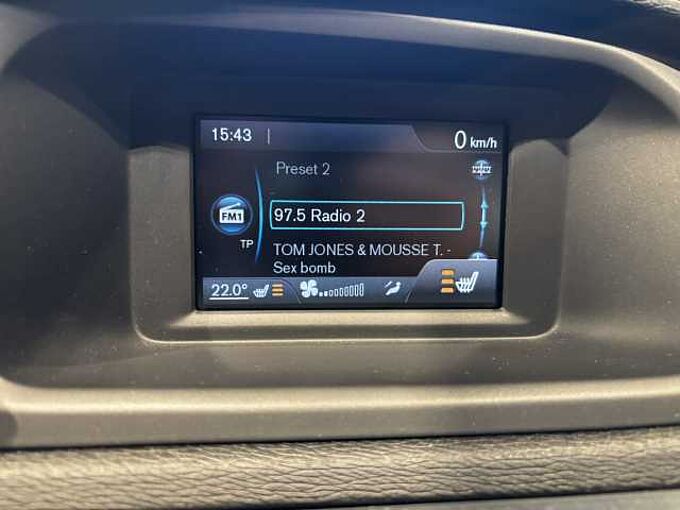 15:43
0 km/h
Preset 2
FM1
97.5 Radio 2
TP
TOM JONES & MOUSSE T. -
Sex bomb
22.0°